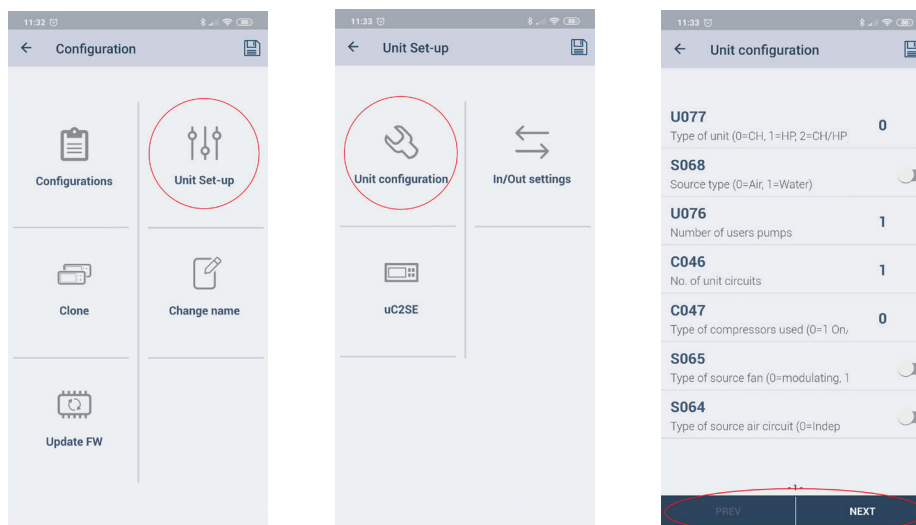 11:32
Configuration
Configurations
Unit Set-up
Clone
Change name
Update FW
11:33
Unit Set-up
Unit configuration
In/Out settings
uC2SE
11:33
Unit configuration
U077
Type of unit (0=CH, 1=HP, 2=CH/HP
0
S068
Source type (0=Air, 1=Water)
U076
Number of users pumps
1
C046
No. of unit circuits
1
C047
Type of compressors used (0=1 On/
0
S065
Type of source fan (0=modulating, 1
S064
Type of source air circuit (0=Indep
-1-
PREV
NEXT